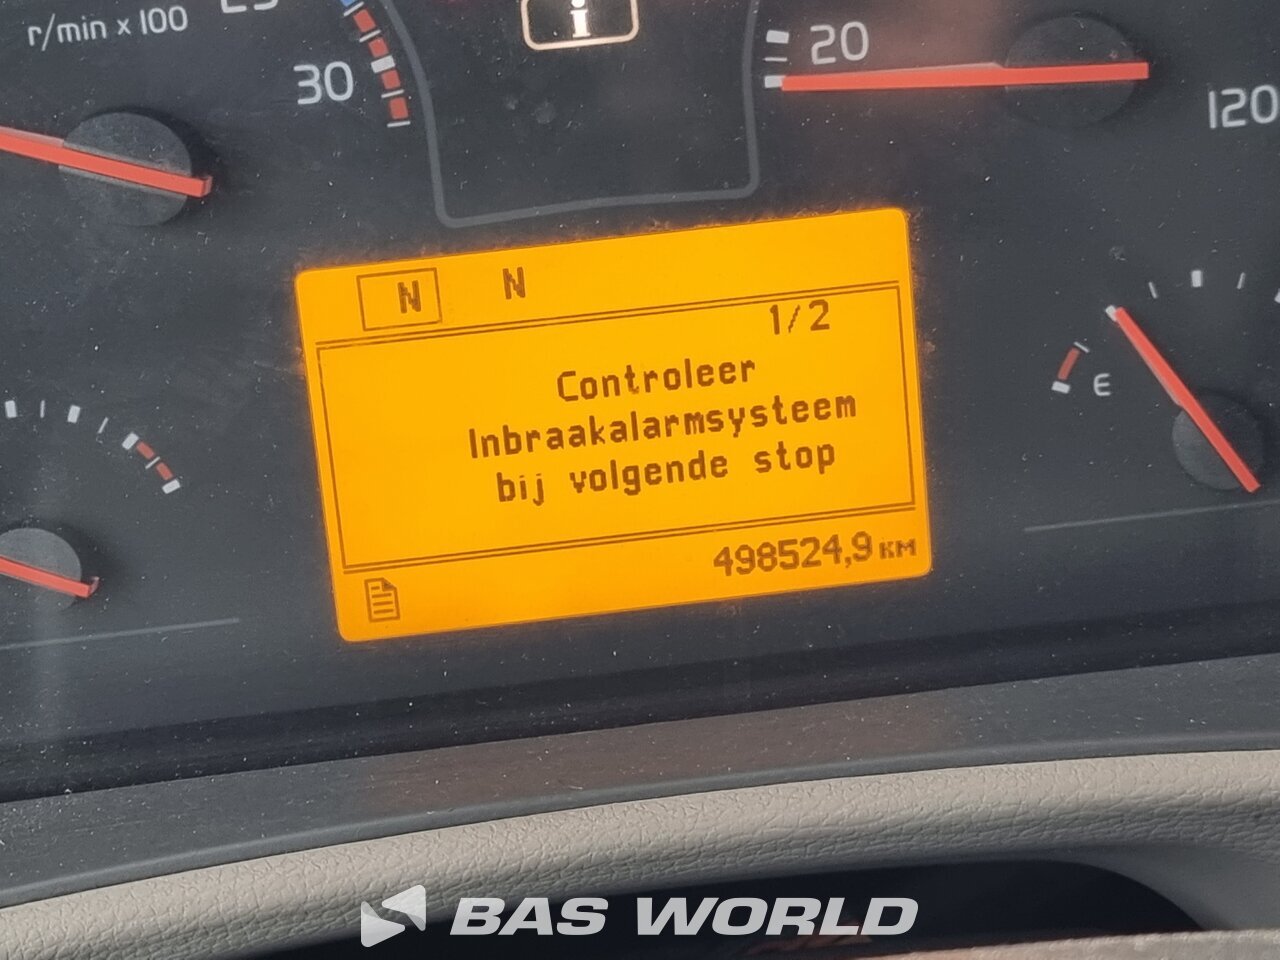 r/min x 100
30
20
120
N N
1/2
Controleer
Inbraakalarmsysteem
bij volgende stop
E
498524,9 KM
BAS WORLD